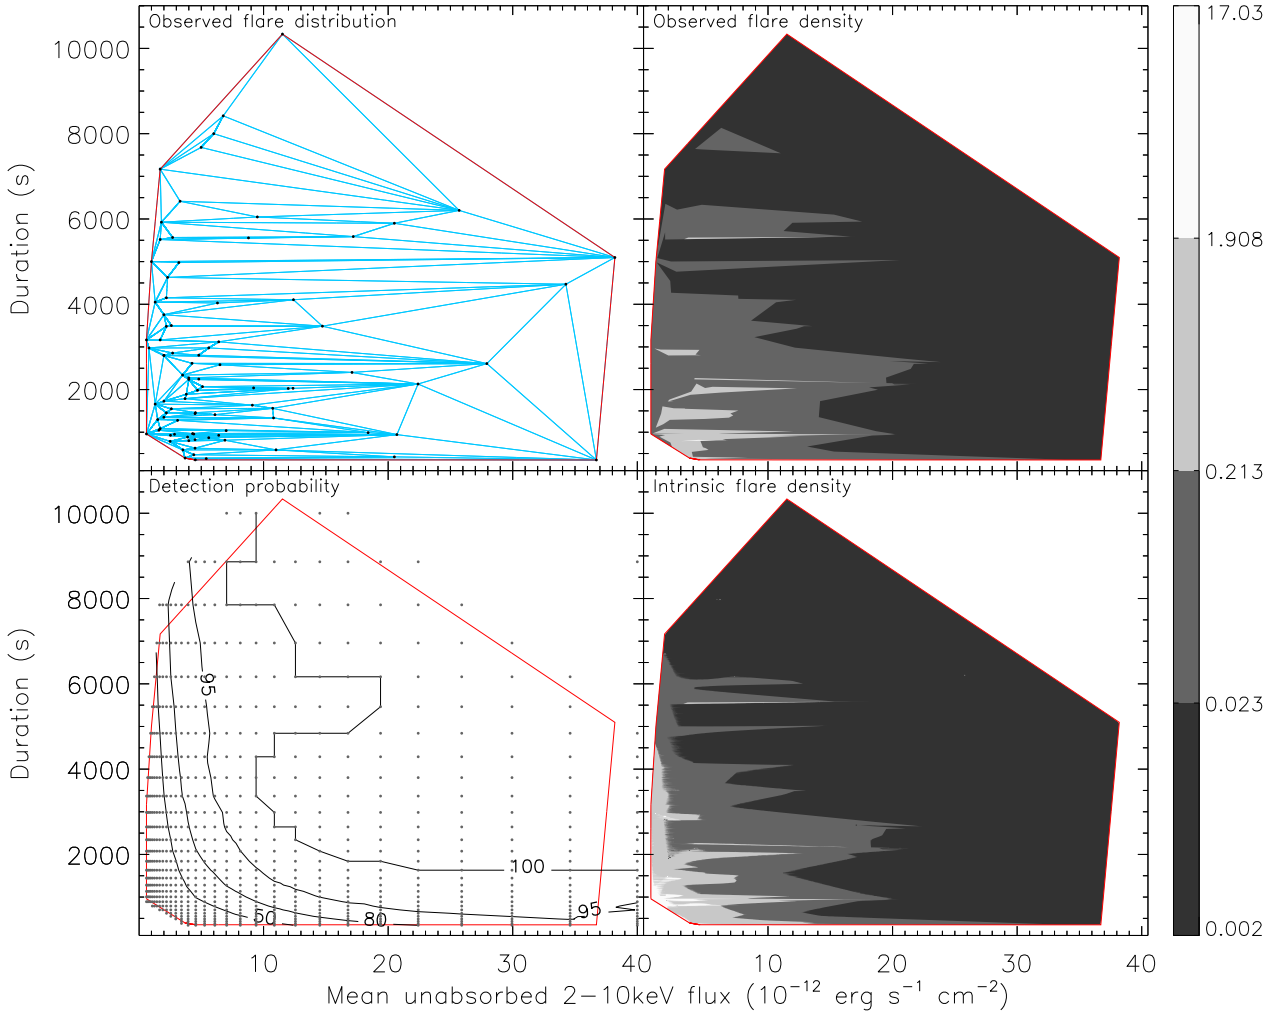 Observed flare distribution
Observed flare density
17.03
10000
8000
6000
4000
2000
Duration (s)
1.908
0.213
Detection probability
Intrinsic flare density
10000
8000
6000
4000
2000
Duration (s)
95
100
50
80
95
0.023
0.002
10 20 30 40 10 20 30 40
Mean unabsorbed 2−10keV flux (10⁻¹² erg s⁻¹ cm⁻²)